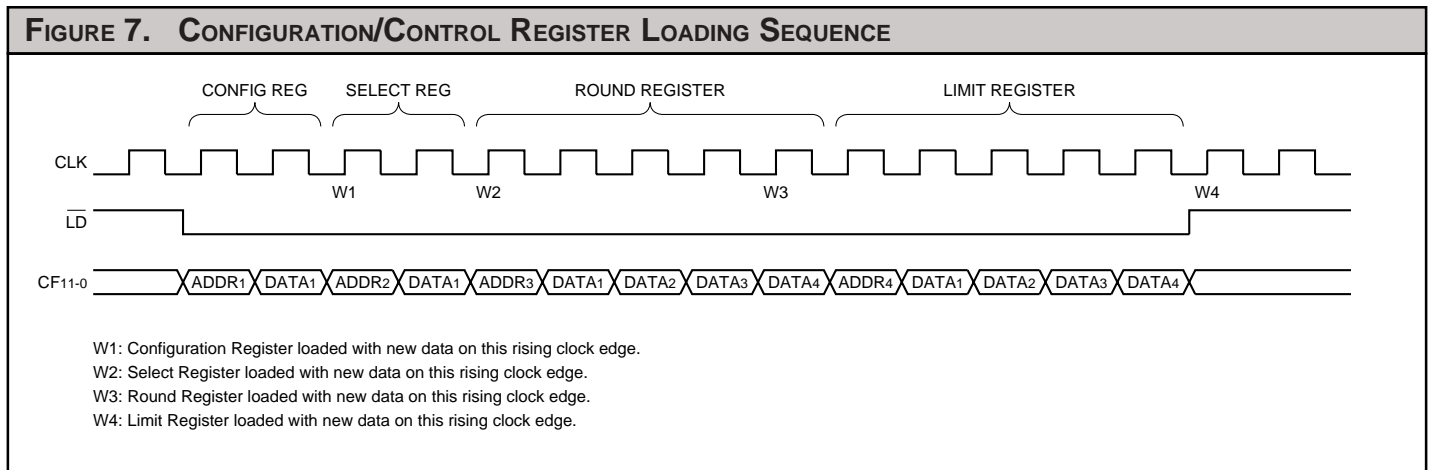 FIGURE 7. CONFIGURATION/CONTROL REGISTER LOADING SEQUENCE
CONFIG REG SELECT REG ROUND REGISTER LIMIT REGISTER
CLK
W1 W2 W3 W4
LD
CF11-0 ADDR1 DATA1 ADDR2 DATA1 ADDR3 DATA1 DATA2 DATA3 DATA4 ADDR4 DATA1 DATA2 DATA3 DATA4
W1: Configuration Register loaded with new data on this rising clock edge.
W2: Select Register loaded with new data on this rising clock edge.
W3: Round Register loaded with new data on this rising clock edge.
W4: Limit Register loaded with new data on this rising clock edge.